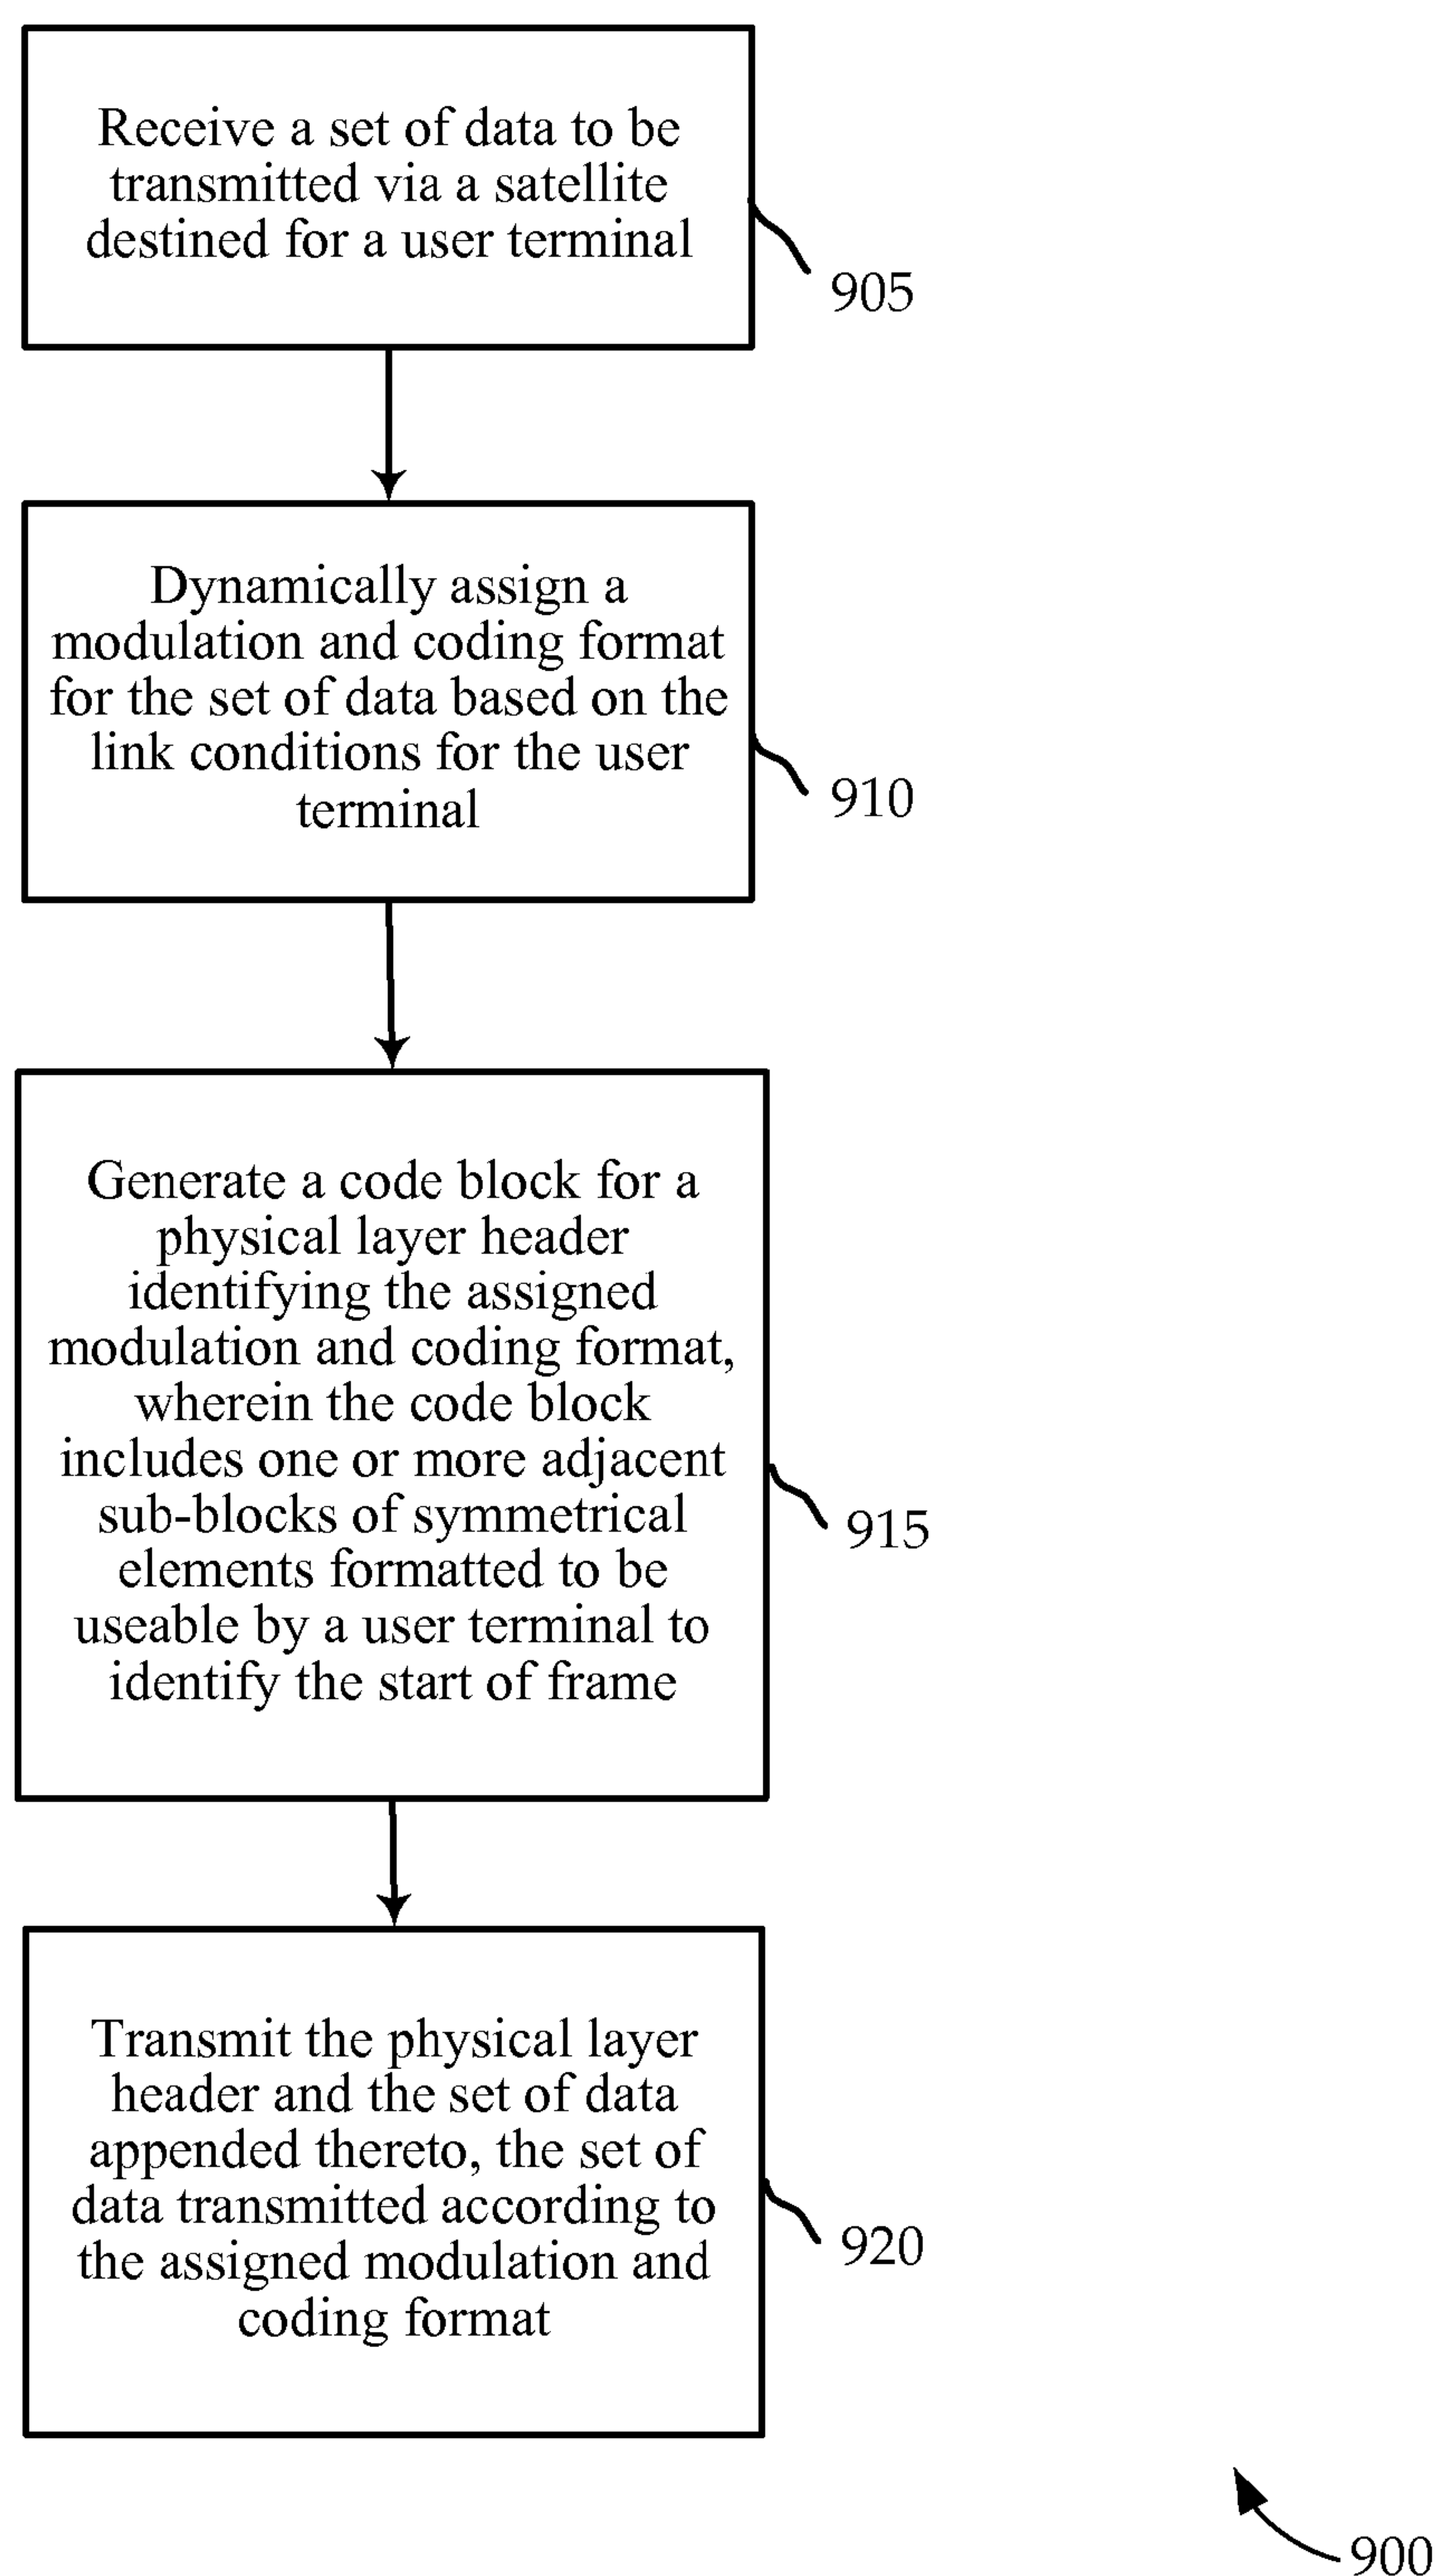 Receive a set of data to be
transmitted via a satellite
destined for a user terminal
905
Dynamically assign a
modulation and coding format
for the set of data based on the
link conditions for the user
terminal
910
Generate a code block for a
physical layer header
identifying the assigned
modulation and coding format,
wherein the code block
includes one or more adjacent
sub-blocks of symmetrical
elements formatted to be
useable by a user terminal to
identify the start of frame
915
Transmit the physical layer
header and the set of data
appended thereto, the set of
data transmitted according to
the assigned modulation and
coding format
920
900